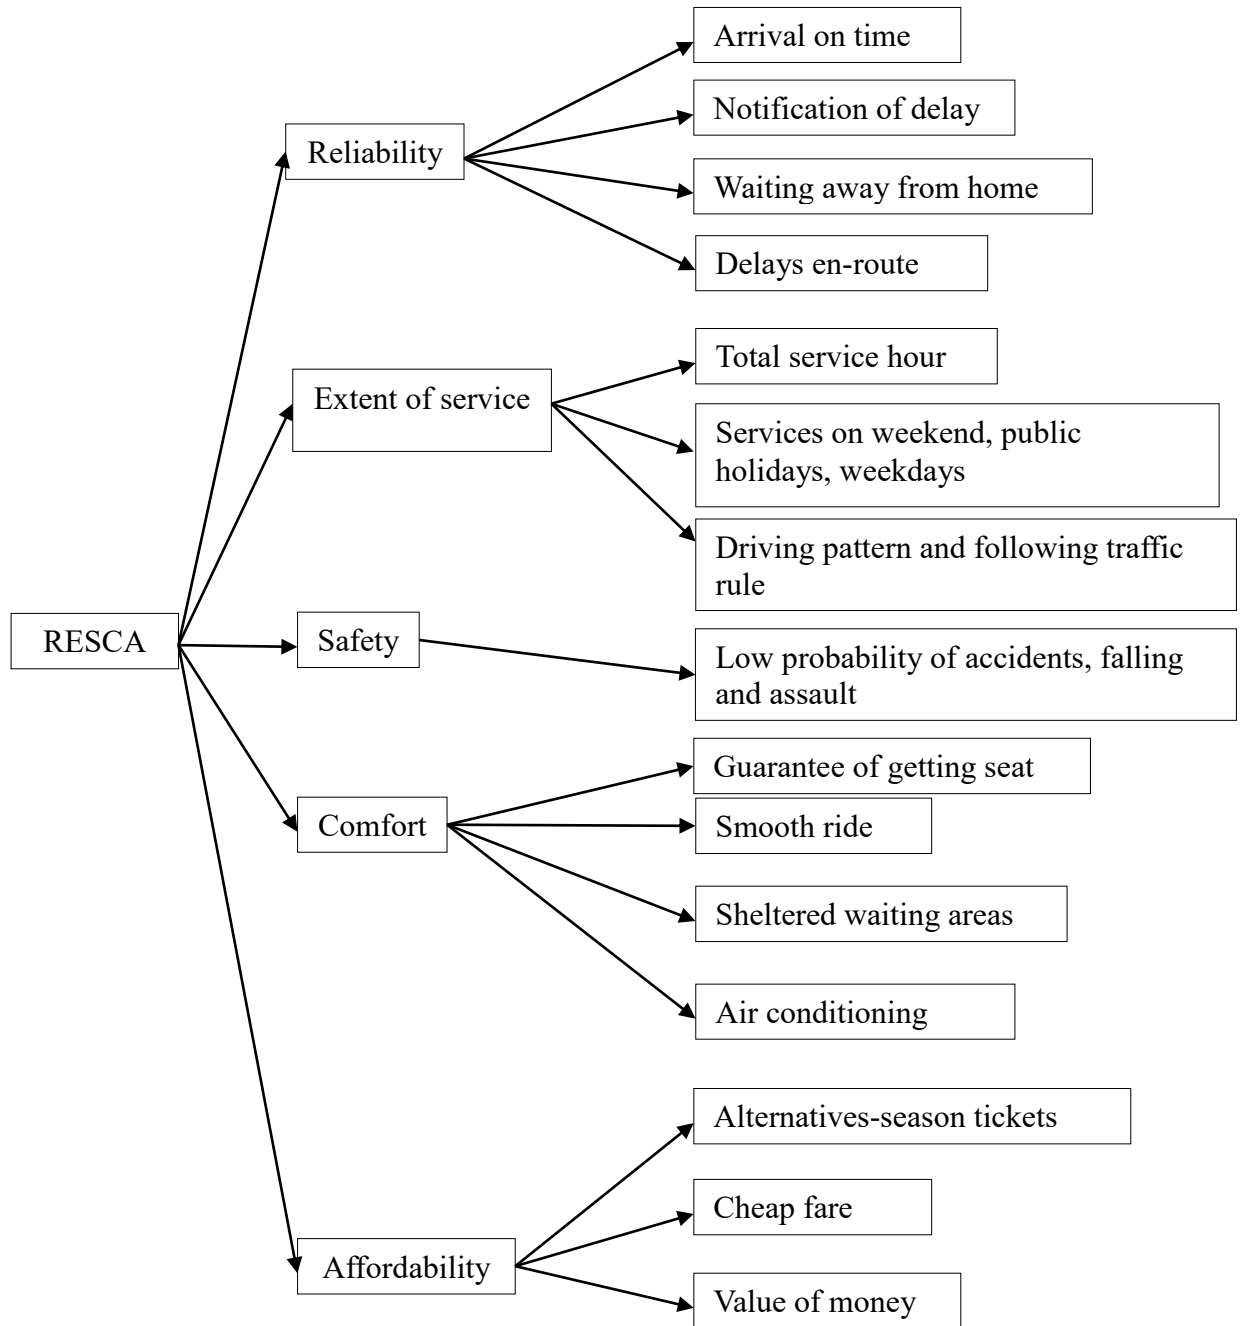 Arrival on time
Notification of delay
Reliability
Waiting away from home
Delays en-route
Total service hour
Extent of service
Services on weekend, public
holidays, weekdays
Driving pattern and following traffic
rule
RESCA
Safety
Low probability of accidents, falling
and assault
Guarantee of getting seat
Comfort
Smooth ride
Sheltered waiting areas
Air conditioning
Alternatives-season tickets
Cheap fare
Affordability
Value of money